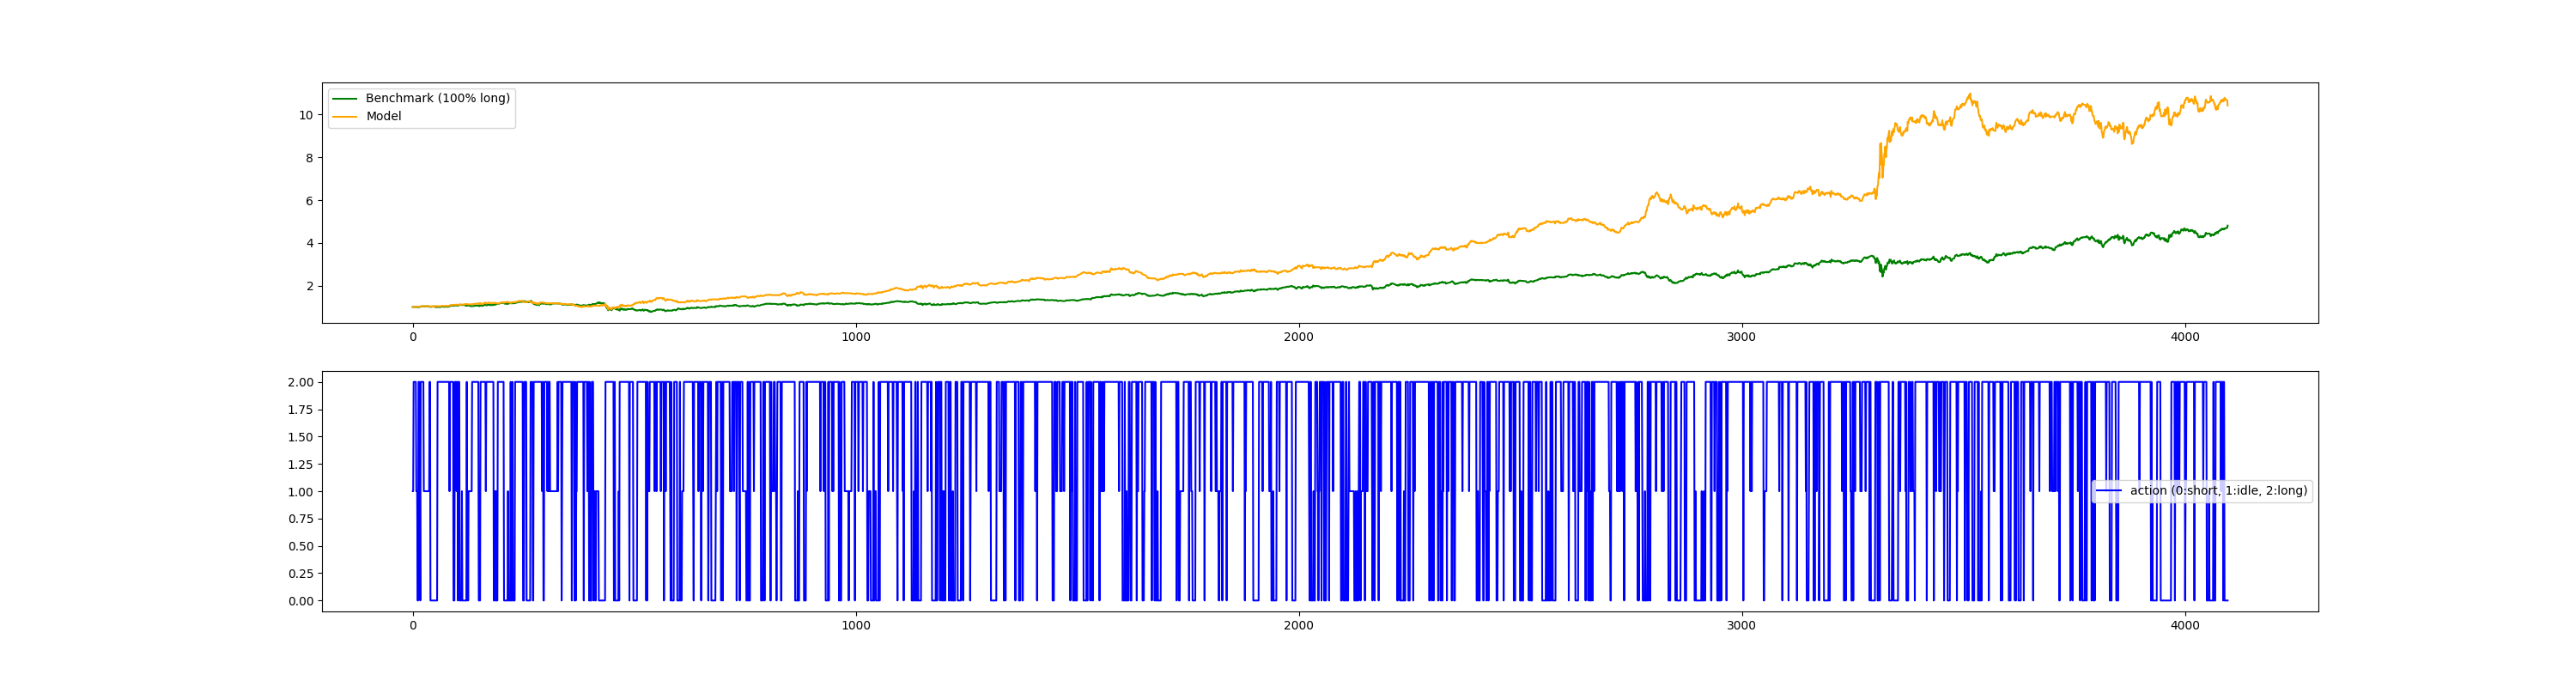 Benchmark (100% long)
Model
10
8
6
4
2
0 1000 2000 3000 4000
2.00
1.75
1.50
1.25
1.00
action (0:short, 1:idle, 2:long)
0.75
0.50
0.25
0.00
0 1000 2000 3000 4000